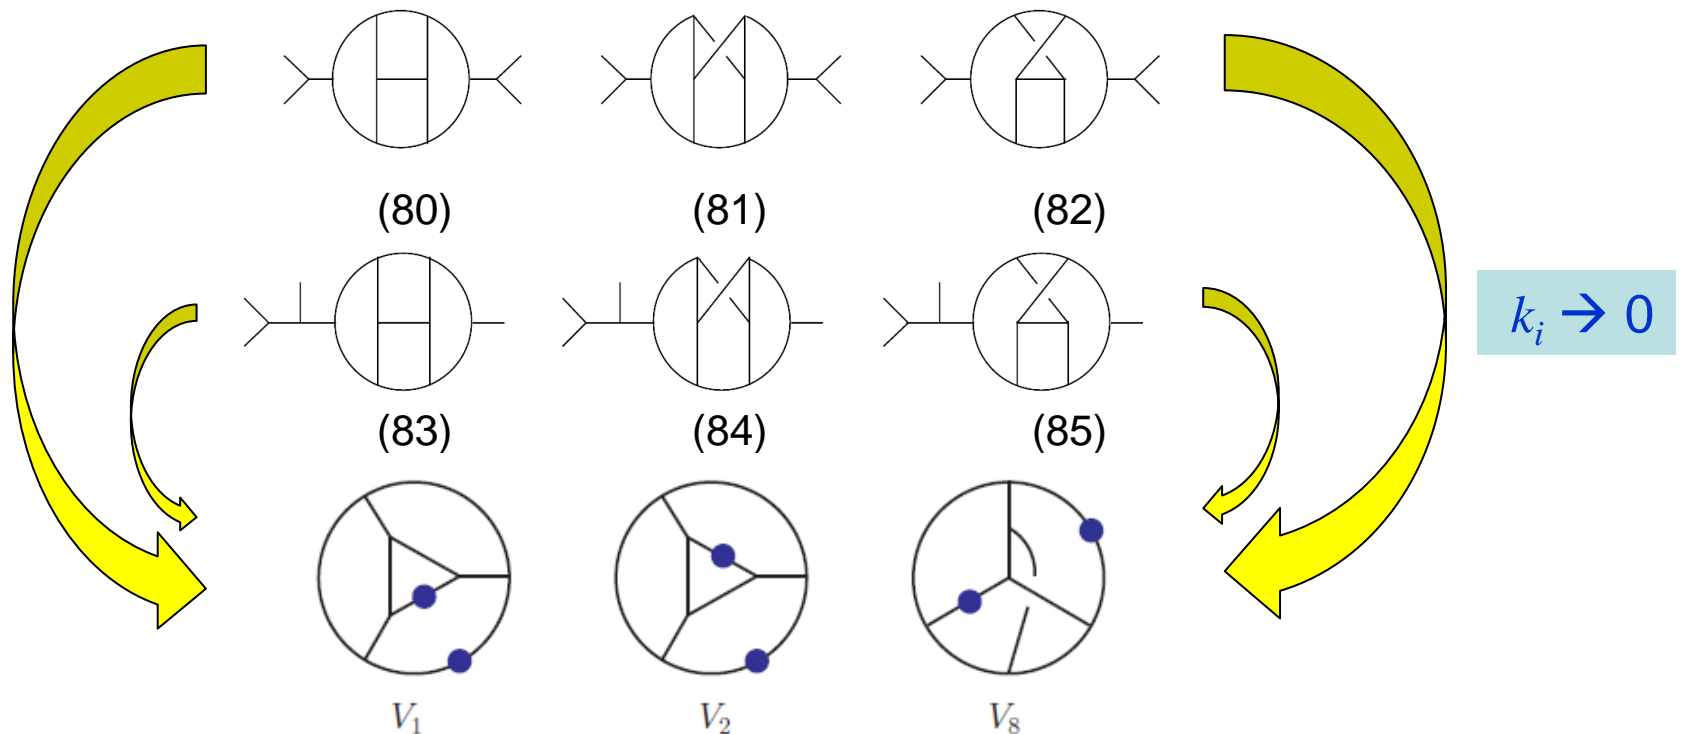 (80) (81) (82)
kᵢ → 0
(83) (84) (85)
V₁ V₂ V₈